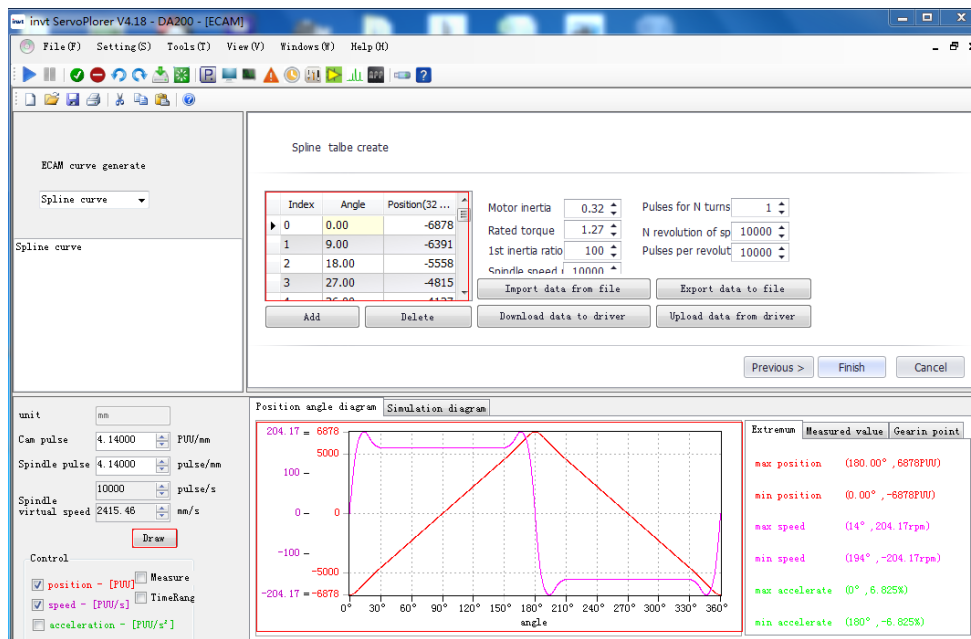 invt invt ServoPlorer V4.18 - DA200 - [ECAM]
File(F) Setting(S) Tools(T) View(V) Windows(W) Help(H)
Spline talbe create
ECAM curve generate
Spline curve
Spline curve
Index Angle Position(32 ...
0 0.00 -6878
1 9.00 -6391
2 18.00 -5558
3 27.00 -4815
4 36.00 -4137
Motor inertia 0.32
Rated torque 1.27
1st inertia ratio 100
Spindle speed 10000
Pulses for N turns 1
N revolution of sp 10000
Pulses per revolut 10000
Import data from file Export data to file
Add Delete Download data to driver Upload data from driver
Previous > Finish Cancel
unit mm
Cam pulse 4.14000 PUU/mm
Spindle pulse 4.14000 pulse/mm
10000 pulse/s
Spindle
virtual speed 2415.46 mm/s
Draw
Control
position - [PUU] Measure
speed - [PUU/s] TimeRang
acceleration - [PUU/s²]
Position angle diagram Simulation diagram
204.17 = 6878
5000
100
0 0
-100
-5000
-204.17 = -6878
0° 30° 60° 90° 120° 150° 180° 210° 240° 270° 300° 330° 360°
angle
Extremum Measured value Gearin point
max position (180.00° ,6878PUU)
min position (0.00° ,-6878PUU)
max speed (14° ,204.17rpm)
min speed (194° ,-204.17rpm)
max accelerate (0° ,6.825%)
min accelerate (180° ,-6.825%)